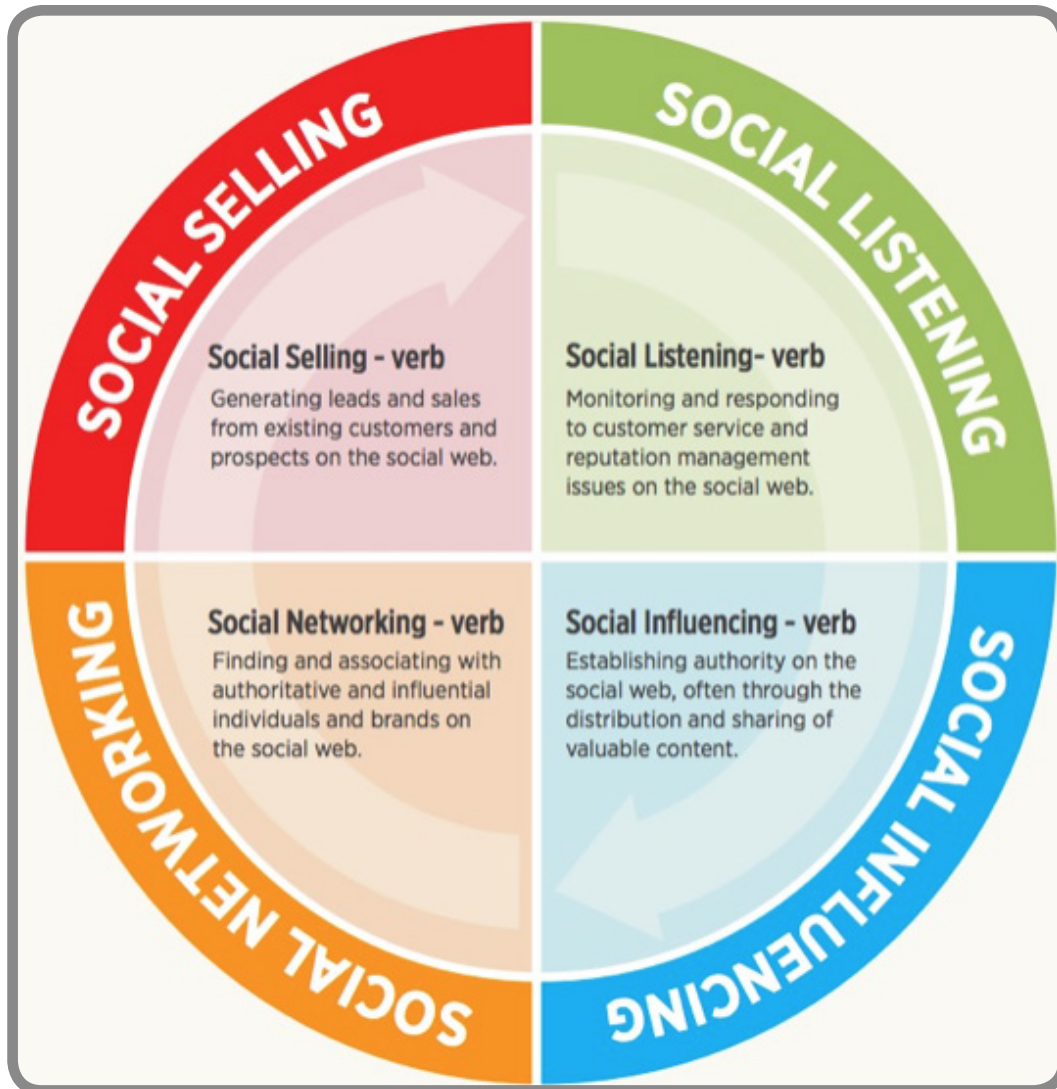 SOCIAL SELLING
SOCIAL LISTENING
Social Selling - verb
Generating leads and sales
from existing customers and
prospects on the social web.
Social Listening- verb
Monitoring and responding
to customer service and
reputation management
issues on the social web.
Social Networking - verb
Finding and associating with
authoritative and influential
individuals and brands on
the social web.
Social Influencing - verb
Establishing authority on the
social web, often through the
distribution and sharing of
valuable content.
SOCIAL NETWORKING
SOCIAL INFLUENCING